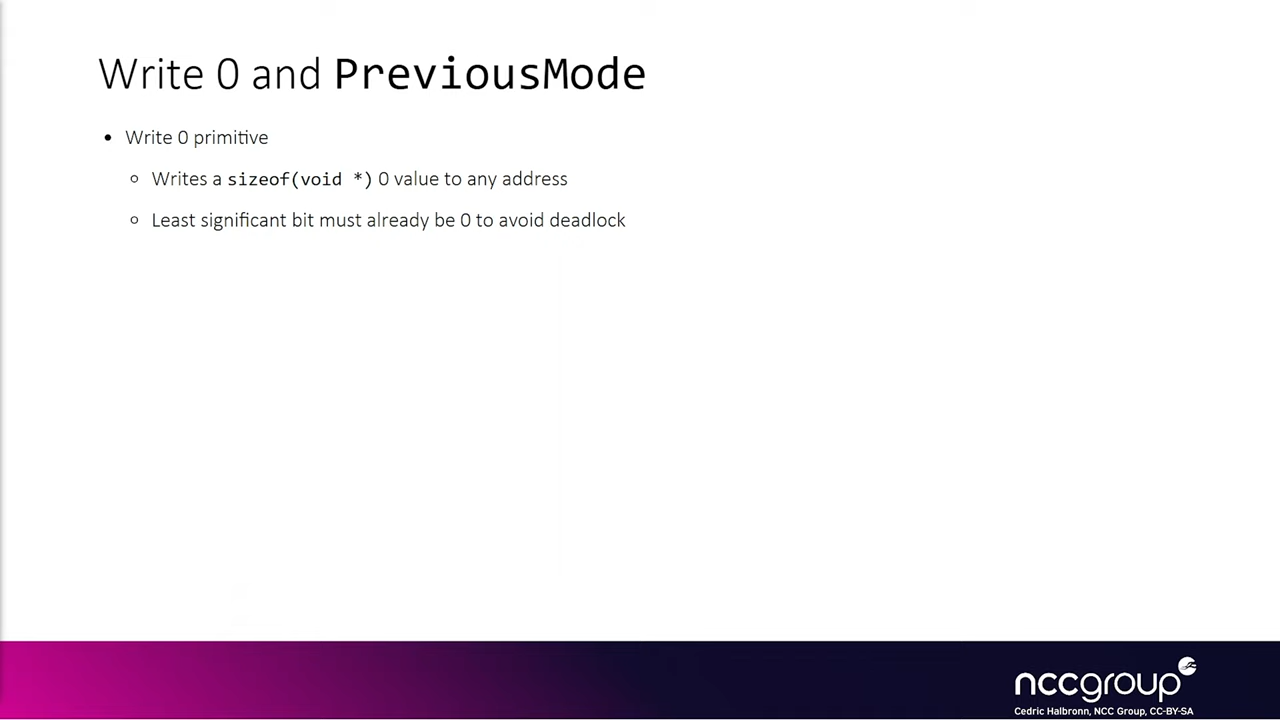 Write 0 and PreviousMode
• Write 0 primitive
○ Writes a sizeof(void *) 0 value to any address
○ Least significant bit must already be 0 to avoid deadlock
nccgroup
Cedric Halbronn, NCC Group, CC-BY-SA